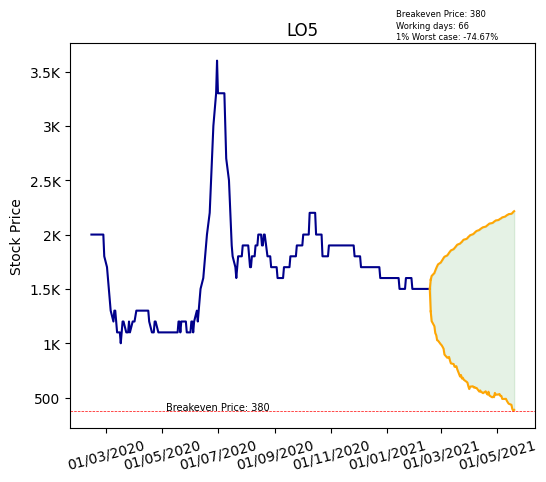 Breakeven Price: 380
Working days: 66
1% Worst case: -74.67%
LO5
Stock Price
3.5K
3K
2.5K
2K
1.5K
1K
500
Breakeven Price: 380
01/03/2020
01/05/2020
01/07/2020
01/09/2020
01/11/2020
01/01/2021
01/03/2021
01/05/2021